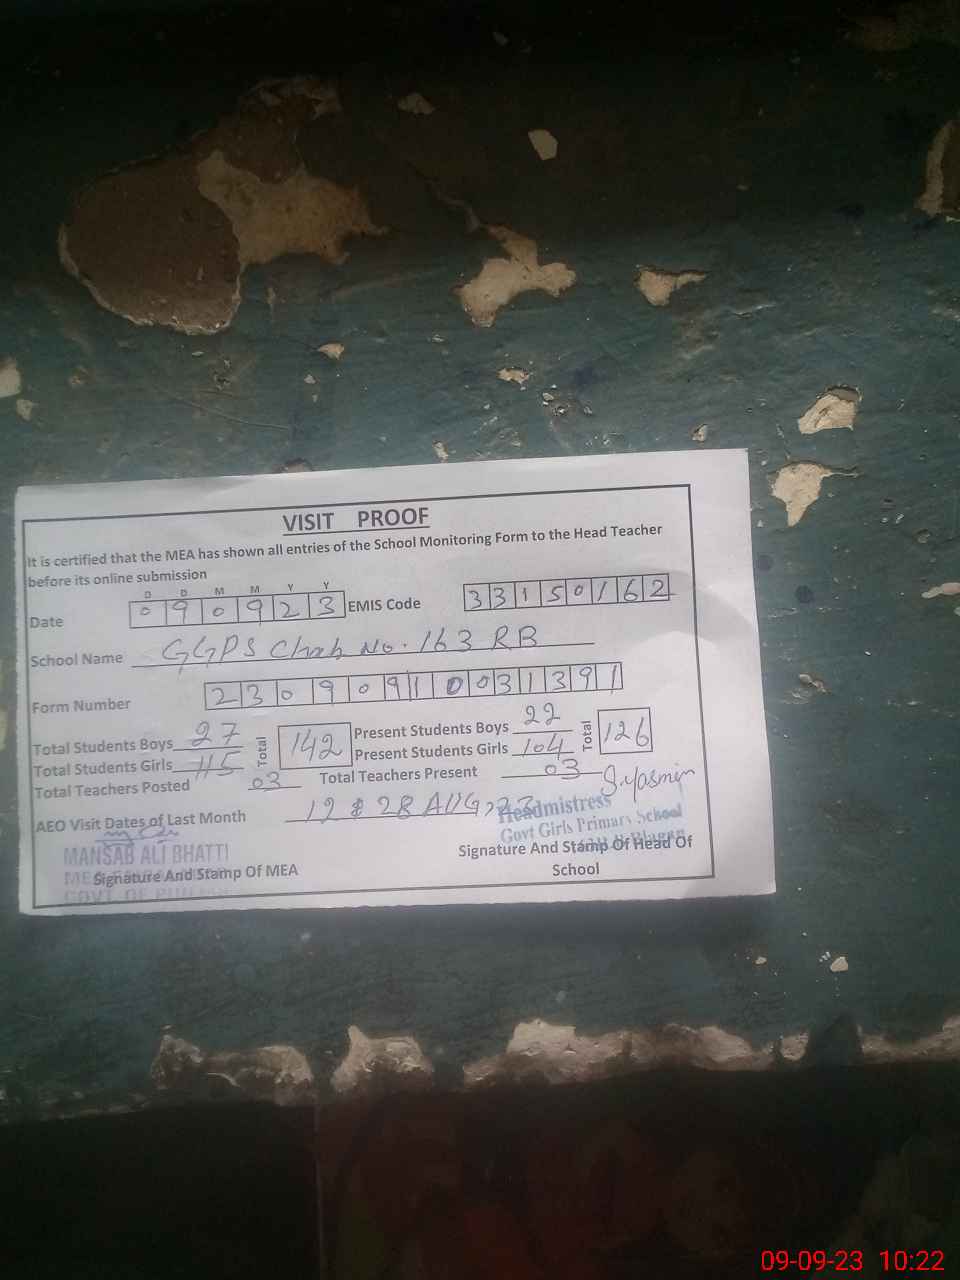 VISIT PROOF
It is certified that the MEA has shown all entries of the School Monitoring Form to the Head Teacher
before its online submission
D D M M Y Y
Date 0 9 0 9 2 3 EMIS Code 3 3 1 5 0 1 6 2
School Name GGPS Chak No. 163 RB
Form Number 2 3 0 9 0 9 1 0 0 3 1 3 9 1
Total Students Boys 27 Total 142 Present Students Boys 22 Total 126
Total Students Girls 115 Present Students Girls 104
Total Teachers Posted 03 Total Teachers Present 03
S.Yasmin
AEO Visit Dates of Last Month 12 & 28 AUG, 23
Headmistress
Govt Girls Primary School
MANSAB ALI BHATTI
Signature And Stamp Of MEA
GOVT. OF
Signature And Stamp Of Head Of
School
09-09-23 10:22